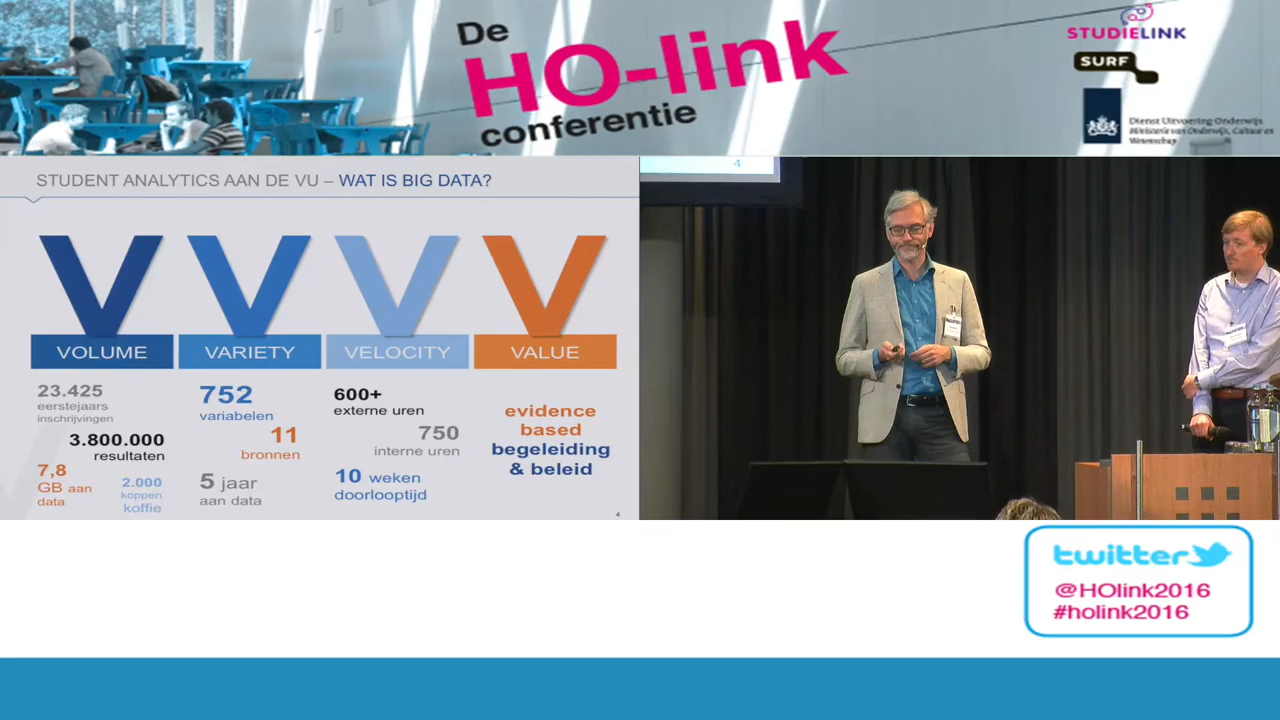 De
HO-link
conferentie
STUDIELINK
SURF
Dienst Uitvoering Onderwijs
Ministerie van Onderwijs, Cultuur en
Wetenschap
STUDENT ANALYTICS AAN DE VU – WAT IS BIG DATA?
4
V V V V
VOLUME VARIETY VELOCITY VALUE
23.425
eerstejaars
inschrijvingen
3.800.000
resultaten
7,8
GB aan
data
2.000
koppen
koffie
752
variabelen
11
bronnen
5 jaar
aan data
600+
externe uren
750
interne uren
10 weken
doorlooptijd
evidence
based
begeleiding
& beleid
4
twitter
@HOlink2016
#holink2016